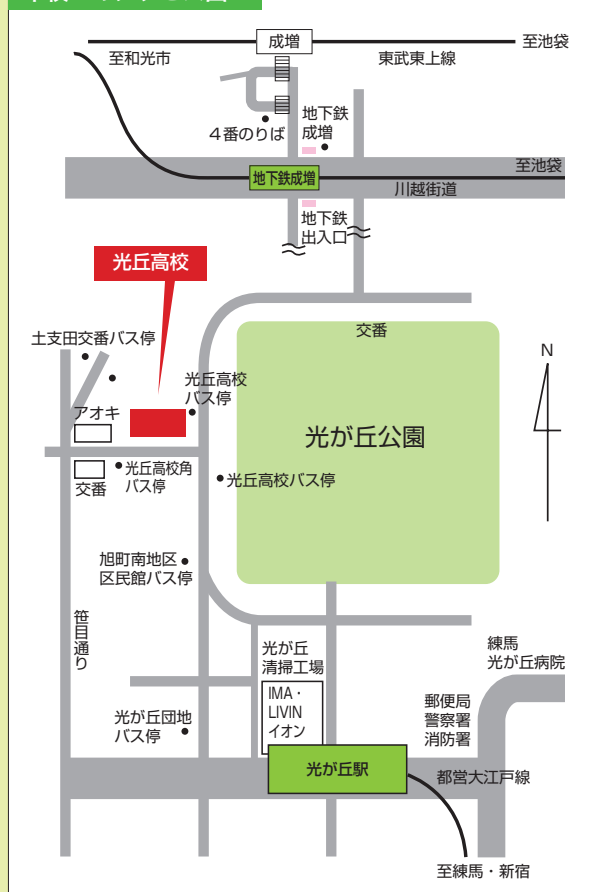 成増
至池袋
至和光市
東武東上線
4番のりば
地下鉄
成増
至池袋
地下鉄成増
川越街道
地下鉄
出入口
光丘高校
交番
土支田交番バス停
N
光丘高校
バス停
アオキ
光が丘公園
光丘高校角
バス停
交番
光丘高校バス停
旭町南地区
区民館バス停
笹目通り
光が丘
清掃工場
練馬
光が丘病院
IMA・
LIVIN
イオン
郵便局
警察署
消防署
光が丘団地
バス停
光が丘駅
都営大江戸線
至練馬・新宿